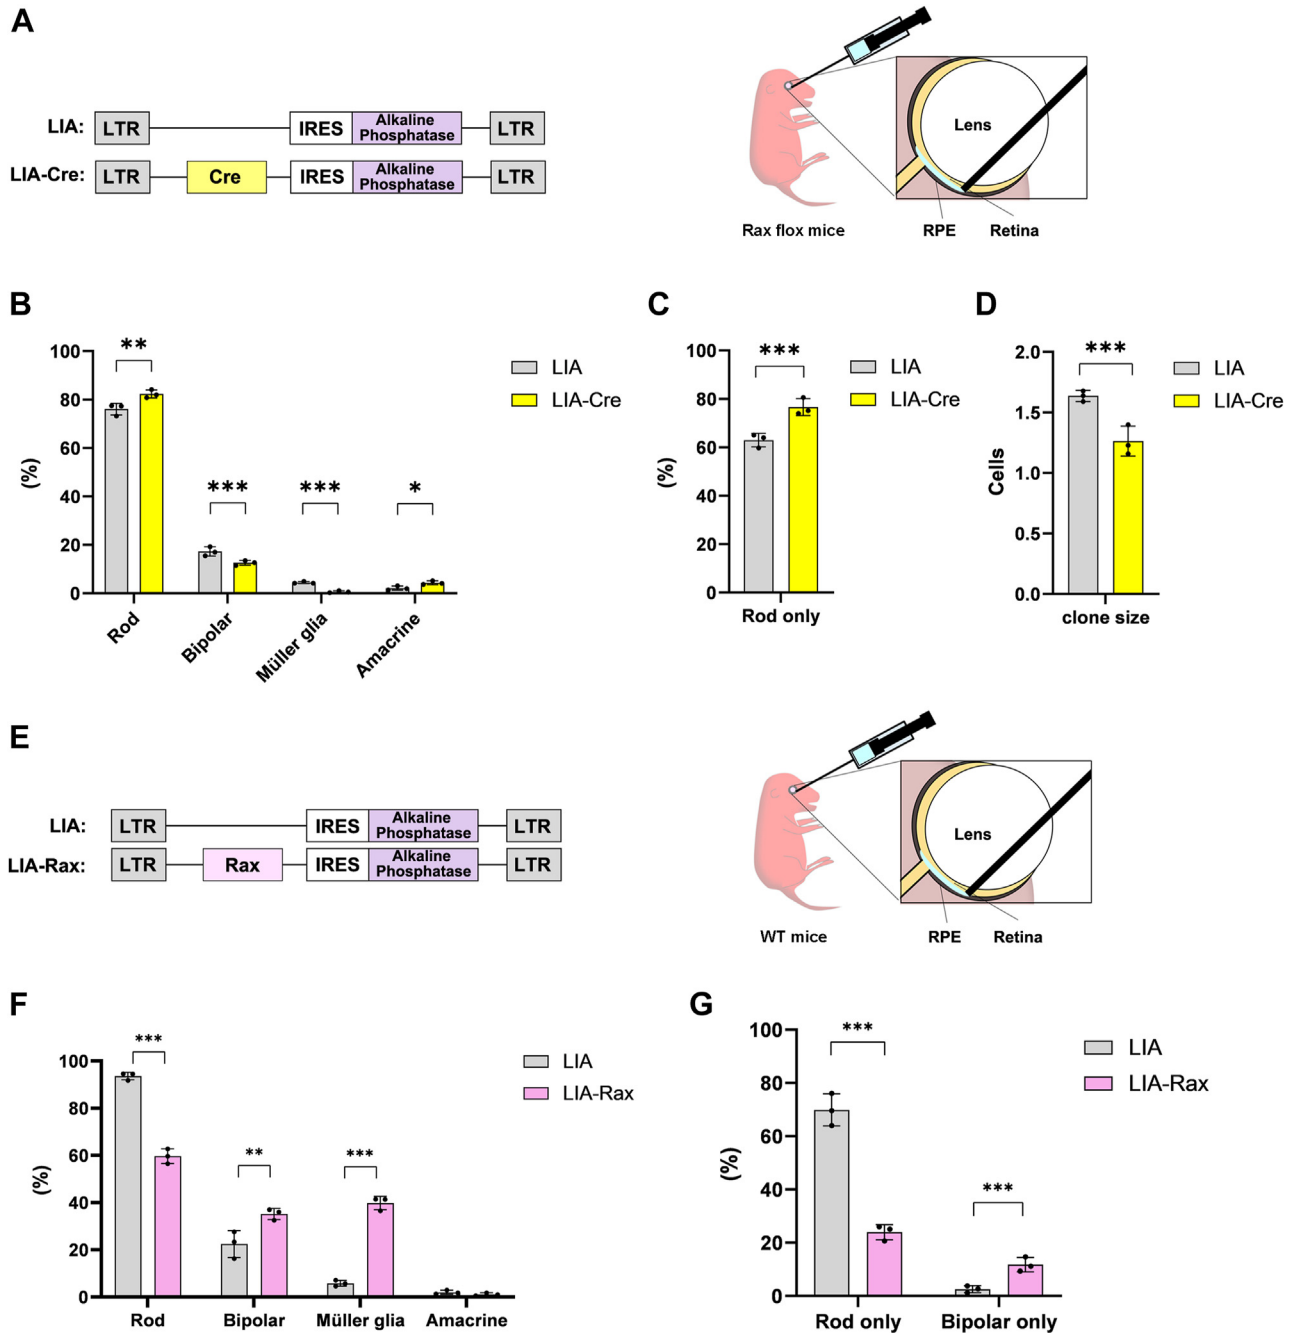 A
LIA:
LTR
IRES
Alkaline
Phosphatase
LTR
LIA-Cre:
LTR
Cre
IRES
Alkaline
Phosphatase
LTR
Lens
Rax flox mice
RPE
Retina
B
100
80
60
40
20
0
(%)
**
***
***
*
LIA
LIA-Cre
Rod
Bipolar
Müller glia
Amacrine
C
100
80
60
40
20
0
(%)
***
LIA
LIA-Cre
Rod only
D
2.0
1.5
1.0
0.5
0.0
Cells
***
LIA
LIA-Cre
clone size
E
LIA:
LTR
IRES
Alkaline
Phosphatase
LTR
LIA-Rax:
LTR
Rax
IRES
Alkaline
Phosphatase
LTR
Lens
WT mice
RPE
Retina
F
100
80
60
40
20
0
(%)
***
**
***
LIA
LIA-Rax
Rod
Bipolar
Müller glia
Amacrine
G
100
80
60
40
20
0
(%)
***
***
LIA
LIA-Rax
Rod only
Bipolar only